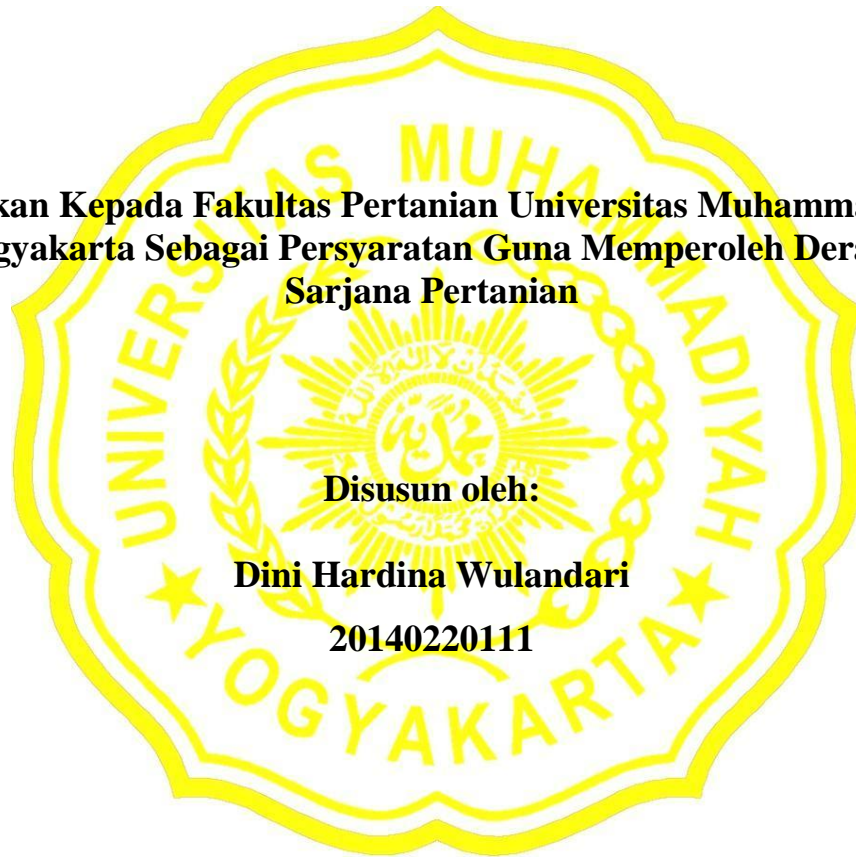 kan Kepada Fakultas Pertanian Universitas Muhamma
gyakarta Sebagai Persyaratan Guna Memperoleh Dera
Sarjana Pertanian
Disusun oleh:
Dini Hardina Wulandari
20140220111
UNIVERSITAS MUHAMMADIYAH
YOGYAKARTA